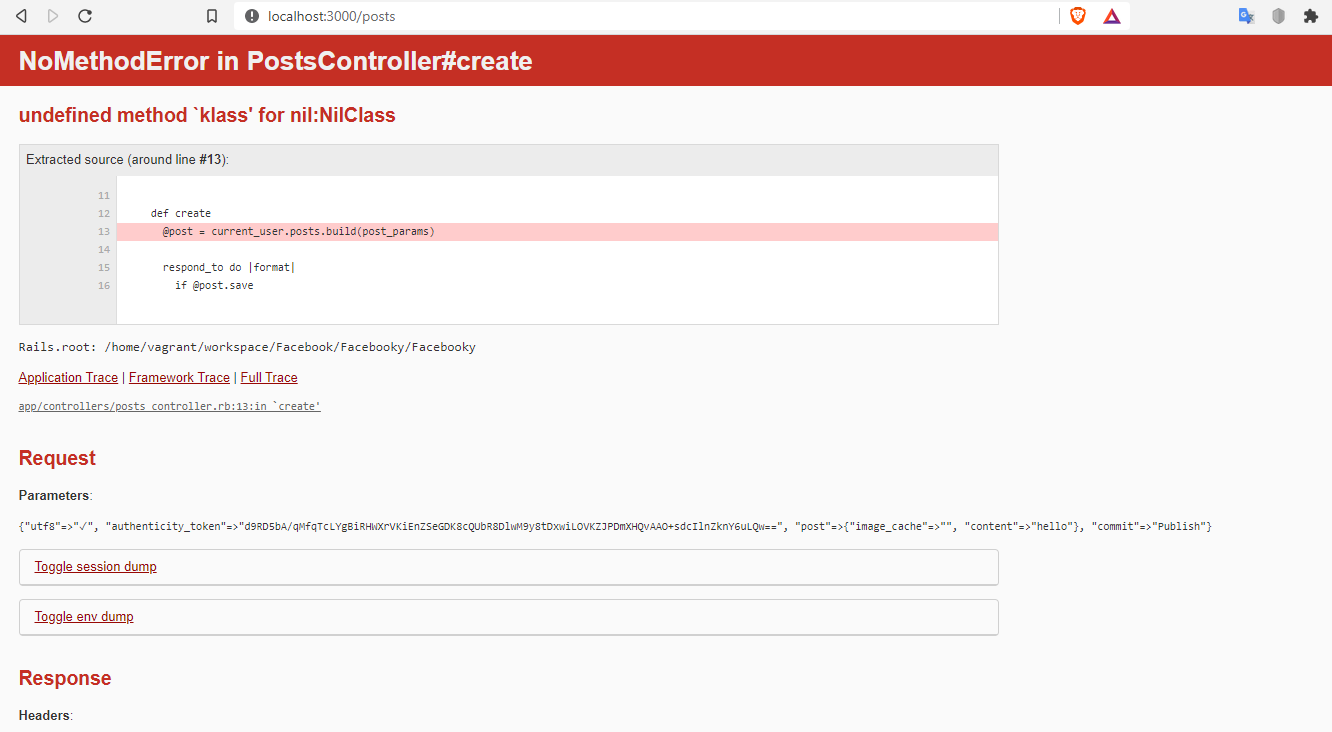 localhost:3000/posts
NoMethodError in PostsController#create
undefined method `klass' for nil:NilClass
Extracted source (around line #13):
11
12 def create
13 @post = current_user.posts.build(post_params)
14
15 respond_to do |format|
16 if @post.save
Rails.root: /home/vagrant/workspace/Facebook/Facebooky/Facebooky
Application Trace | Framework Trace | Full Trace
app/controllers/posts_controller.rb:13:in `create'
Request
Parameters:
{"utf8"=>"✓", "authenticity_token"=>"d9RD5bA/qMfqTcLYgBiRHWXrVKiEnZSeGDK8cQUbR8DlwM9y8tDxwiLOVKZJPDmXHQvAAO+sdcIlnZknY6uLQw==", "post"=>{"image_cache"=>"", "content"=>"hello"}, "commit"=>"Publish"}
Toggle session dump
Toggle env dump
Response
Headers: